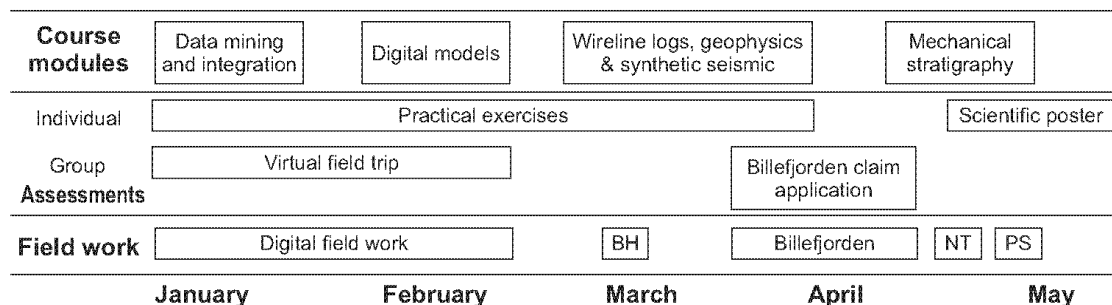 Course
modules
Data mining
and integration
Digital models
Wireline logs, geophysics
& synthetic seismic
Mechanical
stratigraphy
Individual
Practical exercises
Scientific poster
Group
Assessments
Virtual field trip
Billefjorden claim
application
Field work
Digital field work
BH
Billefjorden
NT
PS
January
February
March
April
May